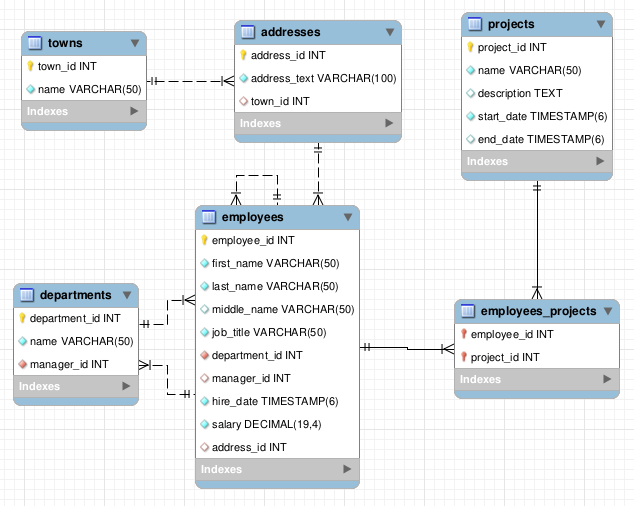 towns
town_id INT
name VARCHAR(50)
Indexes
addresses
address_id INT
address_text VARCHAR(100)
town_id INT
Indexes
projects
project_id INT
name VARCHAR(50)
description TEXT
start_date TIMESTAMP(6)
end_date TIMESTAMP(6)
Indexes
employees
employee_id INT
first_name VARCHAR(50)
last_name VARCHAR(50)
middle_name VARCHAR(50)
job_title VARCHAR(50)
department_id INT
manager_id INT
hire_date TIMESTAMP(6)
salary DECIMAL(19,4)
address_id INT
Indexes
departments
department_id INT
name VARCHAR(50)
manager_id INT
Indexes
employees_projects
employee_id INT
project_id INT
Indexes